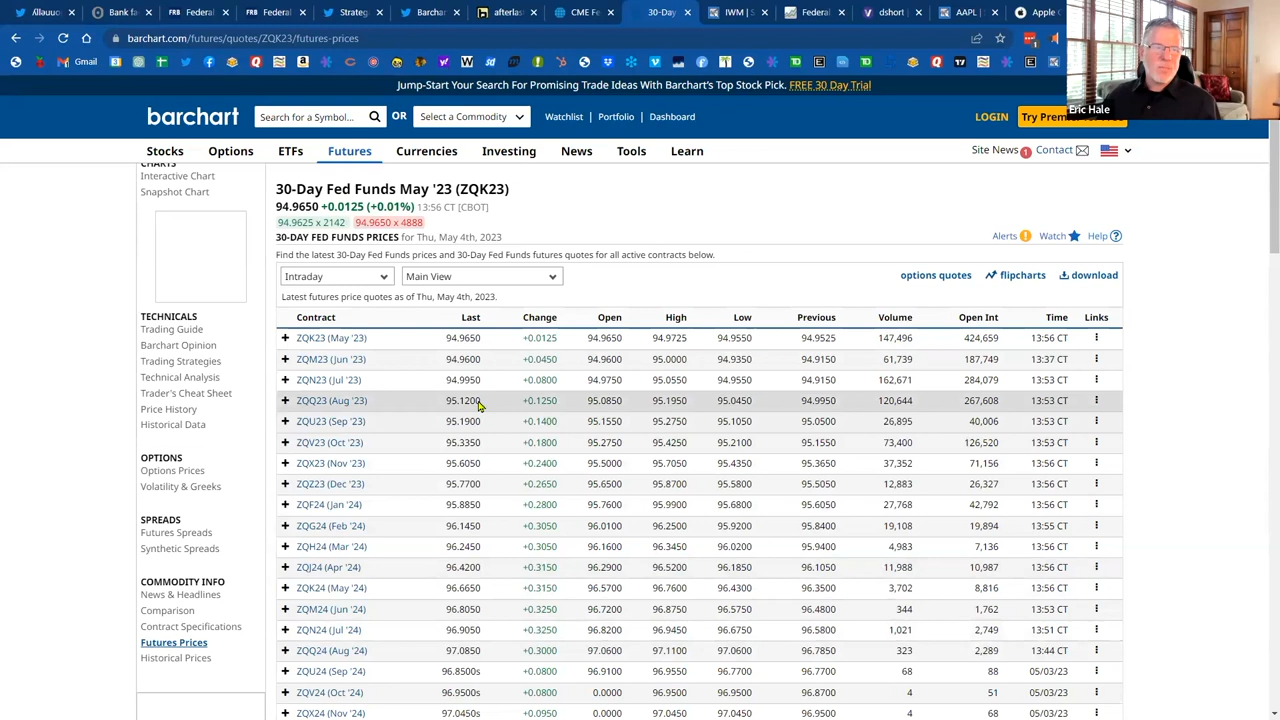 Bank fa
FRB Federal
FRB Federal
Strateg
Barchar
afterlas
CME Fe
30-Day
IWM | S
Federal
dshort
AAPL |
Apple
barchart.com/futures/quotes/ZQK23/futures-prices
Gmail
Jump-Start Your Search For Promising Trade Ideas With Barchart's Top Stock Pick. FREE 30 Day Trial
Eric Hale
barchart Search for a Symbol... OR Select a Commodity Watchlist Portfolio Dashboard LOGIN Try
Stocks Options ETFs Futures Currencies Investing News Tools Learn Site News 1 Contact
CHARTS
Interactive Chart
Snapshot Chart
TECHNICALS
Trading Guide
Barchart Opinion
Trading Strategies
Technical Analysis
Trader's Cheat Sheet
Price History
Historical Data
OPTIONS
Options Prices
Volatility & Greeks
SPREADS
Futures Spreads
Synthetic Spreads
COMMODITY INFO
News & Headlines
Comparison
Contract Specifications
Futures Prices
Historical Prices
30-Day Fed Funds May '23 (ZQK23)
94.9650 +0.0125 (+0.01%) 13:56 CT [CBOT]
94.9625 x 2142 94.9650 x 4888
30-DAY FED FUNDS PRICES for Thu, May 4th, 2023
Alerts Watch Help
Find the latest 30-Day Fed Funds prices and 30-Day Fed Funds futures quotes for all active contracts below.
Intraday Main View options quotes flipcharts download
Latest futures price quotes as of Thu, May 4th, 2023.
Contract Last Change Open High Low Previous Volume Open Int Time Links
ZQK23 (May '23) 94.9650 +0.0125 94.9650 94.9725 94.9550 94.9525 147,496 424,659 13:56 CT
ZQM23 (Jun '23) 94.9600 +0.0450 94.9600 95.0000 94.9350 94.9150 61,739 187,749 13:37 CT
ZQN23 (Jul '23) 94.9950 +0.0800 94.9750 95.0550 94.9550 94.9150 162,671 284,079 13:53 CT
ZQQ23 (Aug '23) 95.1200 +0.1250 95.0850 95.1950 95.0450 94.9950 120,644 267,608 13:53 CT
ZQU23 (Sep '23) 95.1900 +0.1400 95.1550 95.2750 95.1050 95.0500 26,895 40,006 13:53 CT
ZQV23 (Oct '23) 95.3350 +0.1800 95.2750 95.4250 95.2100 95.1550 73,400 126,520 13:53 CT
ZQX23 (Nov '23) 95.6050 +0.2400 95.5000 95.7050 95.4350 95.3650 37,352 71,156 13:56 CT
ZQZ23 (Dec '23) 95.7700 +0.2650 95.6500 95.8700 95.5800 95.5050 12,883 26,327 13:56 CT
ZQF24 (Jan '24) 95.8850 +0.2800 95.7600 95.9900 95.6800 95.6050 27,768 42,792 13:56 CT
ZQG24 (Feb '24) 96.1450 +0.3050 96.0100 96.2500 95.9200 95.8400 19,108 19,894 13:55 CT
ZQH24 (Mar '24) 96.2450 +0.3050 96.1600 96.3450 96.0200 95.9400 4,983 7,136 13:56 CT
ZQJ24 (Apr '24) 96.4200 +0.3150 96.2900 96.5200 96.1850 96.1050 11,988 10,987 13:56 CT
ZQK24 (May '24) 96.6650 +0.3150 96.5700 96.7600 96.4300 96.3500 3,702 8,816 13:56 CT
ZQM24 (Jun '24) 96.8050 +0.3250 96.7200 96.8750 96.5750 96.4800 344 1,762 13:53 CT
ZQN24 (Jul '24) 96.9050 +0.3250 96.8200 96.9450 96.6750 96.5800 1,021 2,749 13:51 CT
ZQQ24 (Aug '24) 97.0850 +0.3000 97.0600 97.1100 97.0600 96.7850 323 2,289 13:44 CT
ZQU24 (Sep '24) 96.8500s +0.0800 96.9100 96.9550 96.7700 96.7700 68 88 05/03/23
ZQV24 (Oct '24) 96.9500s +0.0800 0.0000 96.9500 96.9500 96.8700 4 51 05/03/23
ZQX24 (Nov '24) 97.0450s +0.0950 0.0000 97.0450 97.0450 96.9500 4 68 05/03/23